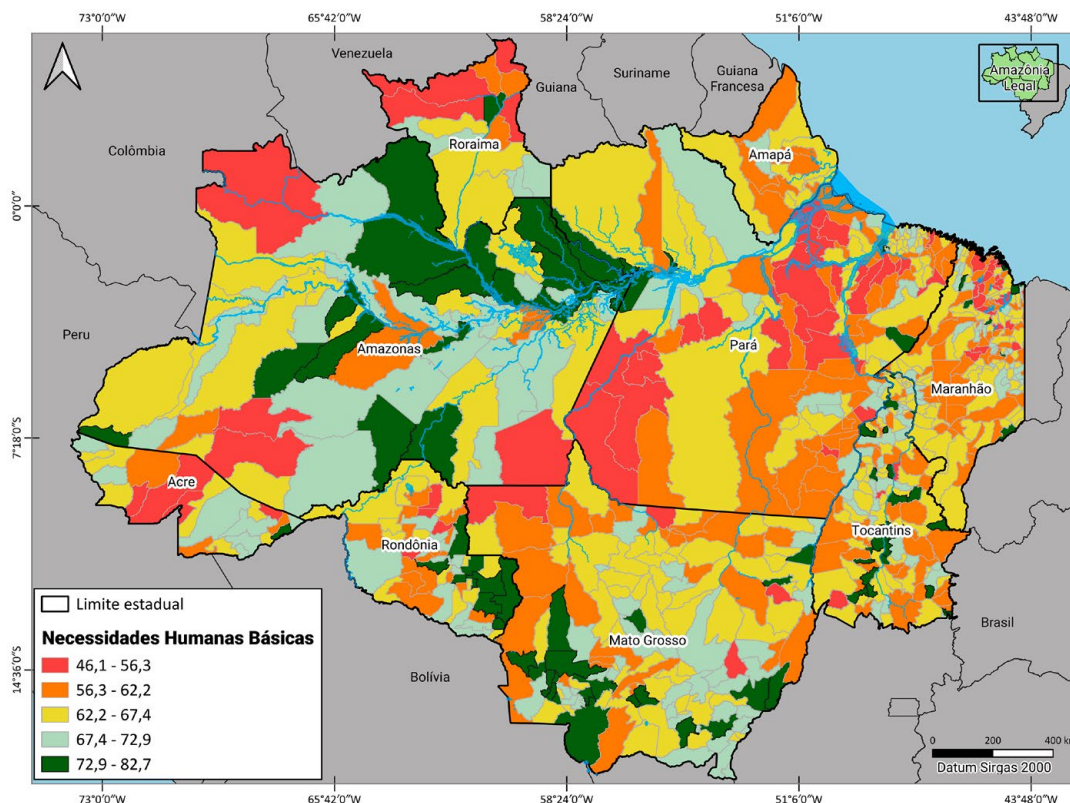 73°0'0"W
65°42'0"W
58°24'0"W
51°16'0"W
43°48'0"W
Venezuela
Guiana
Suriname
Guiana
Francesa
Amazônia
Legal
Colômbia
Roraima
Amapá
0°0'0"
Peru
Amazonas
Pará
Maranhão
7°18'0"S
Acre
Rondônia
Tocantins
Mato Grosso
Brasil
Bolívia
14°36'0"S
Limite estadual
Necessidades Humanas Básicas
46,1 - 56,3
56,3 - 62,2
62,2 - 67,4
67,4 - 72,9
72,9 - 82,7
0 200 400 km
Datum Sirgas 2000
73°0'0"W
65°42'0"W
58°24'0"W
51°16'0"W
43°48'0"W